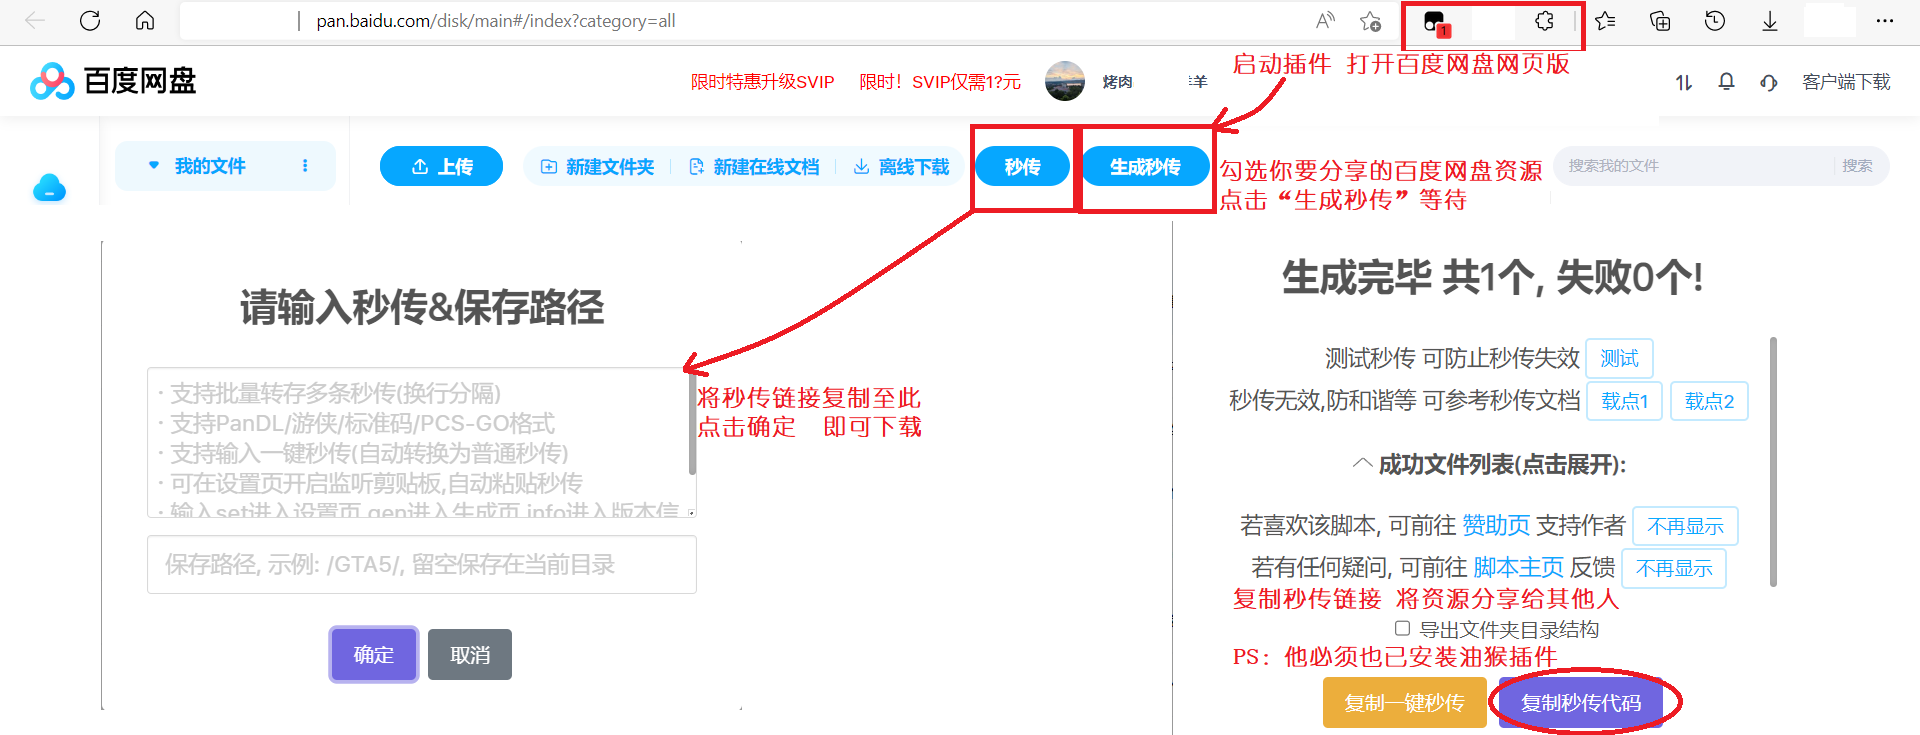 pan.baidu.com/disk/main#/index?category=all
1
启动插件 打开百度网盘网页版
百度网盘
限时特惠升级SVIP
限时！SVIP仅需1?元
烤肉
羊
客户端下载
我的文件
上传
新建文件夹
新建在线文档
离线下载
秒传
生成秒传
勾选你要分享的百度网盘资源
点击“生成秒传”等待
搜索我的文件
搜索
请输入秒传&保存路径
· 支持批量转存多条秒传(换行分隔)
· 支持PanDL/游侠/标准码/PCS-GO格式
· 支持输入一键秒传(自动转换为普通秒传)
· 可在设置页开启监听剪贴板,自动粘贴秒传
· 输入set进入设置页,gen进入生成页,info进入版本信
保存路径, 示例: /GTA5/, 留空保存在当前目录
确定
取消
将秒传链接复制至此
点击确定 即可下载
生成完毕 共1个, 失败0个!
测试秒传 可防止秒传失效 测试
秒传无效,防和谐等 可参考秒传文档 载点1 载点2
成功文件列表(点击展开):
若喜欢该脚本, 可前往 赞助页 支持作者 不再显示
若有任何疑问, 可前往 脚本主页 反馈 不再显示
复制秒传链接 将资源分享给其他人
导出文件夹目录结构
PS：他必须也已安装油猴插件
复制一键秒传
复制秒传代码